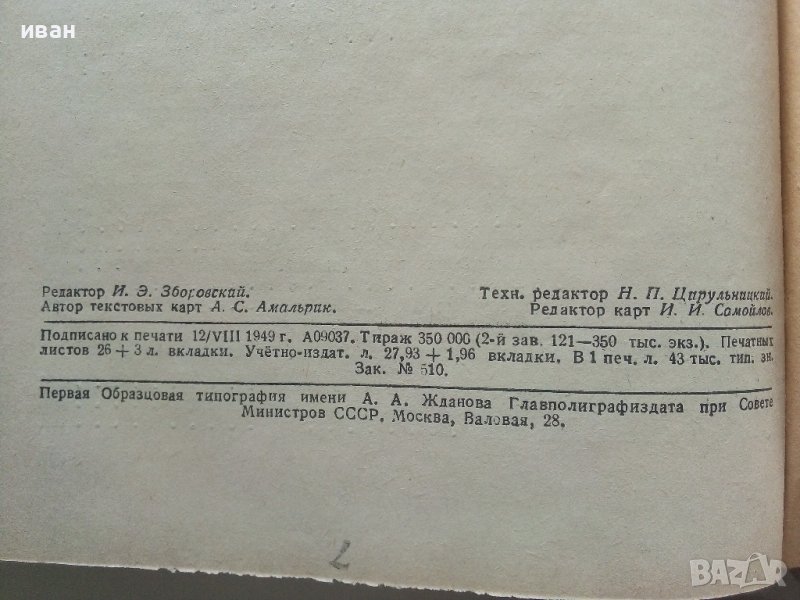 иван
Редактор И. Э. Зборовский.
Техн. редактор Н. П. Цирульницкий.
Автор текстовых карт А. С. Амальрик.
Редактор карт И. И. Самойлов.
Подписано к печати 12/VIII 1949 г. А09037. Тираж 350 000 (2-й зав. 121—350 тыс. экз.). Печатных
листов 26 + 3 л. вкладки. Учётно-издат. л. 27,93 + 1,96 вкладки. В 1 печ. л. 43 тыс. тип. зн.
Зак. № 510.
Первая Образцовая типография имени А. А. Жданова Главполиграфиздата при Совете
Министров СССР. Москва, Валовая, 28.
2
BAZAR